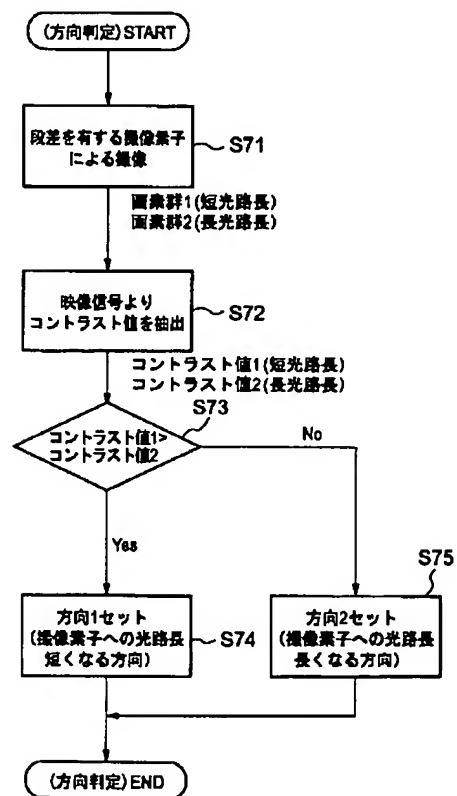 (方向判定)START
段差を有する撮像素子
による撮像
S71
画素群1(短光路長)
画素群2(長光路長)
映像信号より
コントラスト値を抽出
S72
コントラスト値1(短光路長)
コントラスト値2(長光路長)
S73
コントラスト値1>
コントラスト値2
No
Yes
S75
方向1セット
(撮像素子への光路長
短くなる方向)
S74
方向2セット
(撮像素子への光路長
長くなる方向)
(方向判定)END